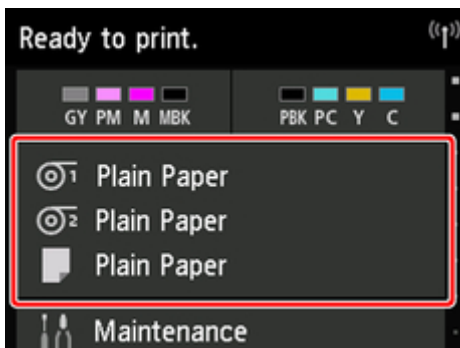 Ready to print.
GY PM M MBK PBK PC Y C
1 Plain Paper
2 Plain Paper
Plain Paper
Maintenance